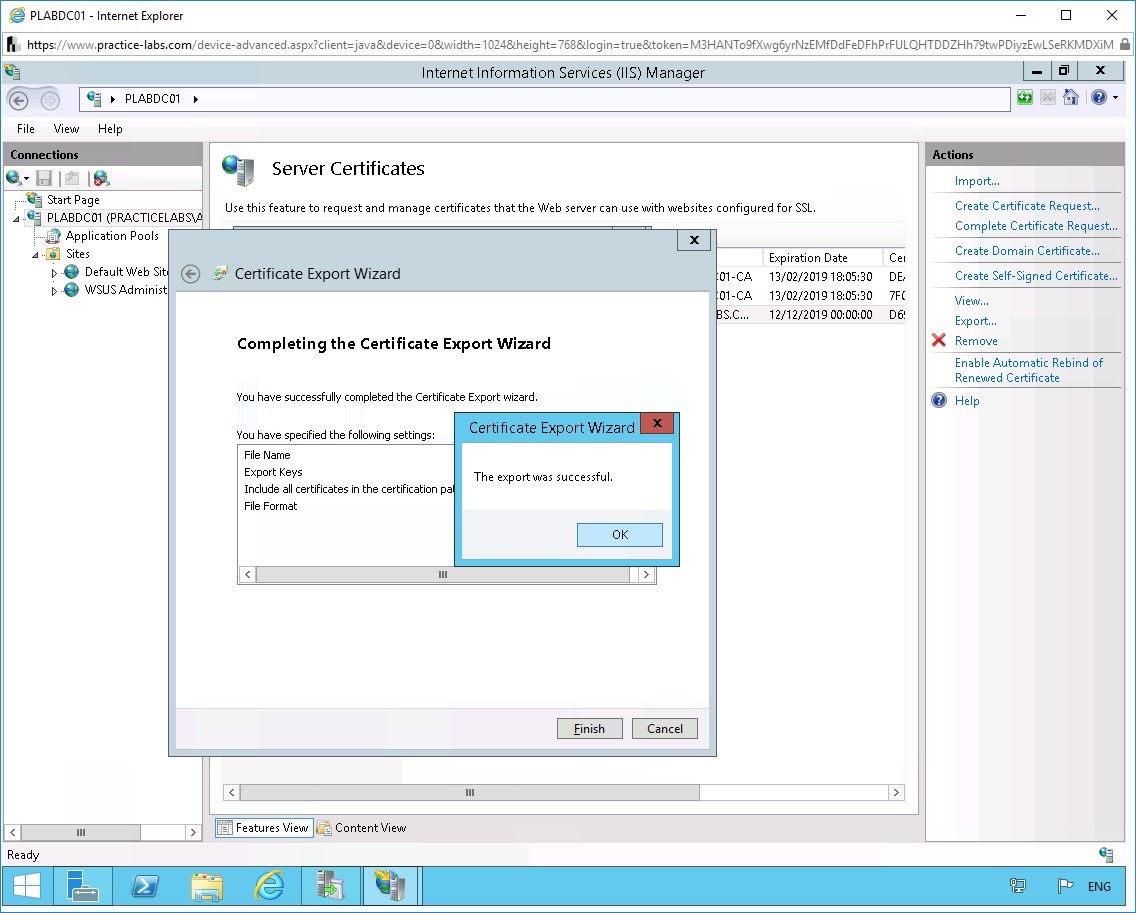 PLABDC01 - Internet Explorer
https://www.practice-labs.com/device-advanced.aspx?client=java&device=0&width=1024&height=768&login=true&token=M3HANTo9fXwg6yrNzEMfDdFeDFhPrFULQHTDDZHh79twPDiyzEwLSeRKMDXiM
Internet Information Services (IIS) Manager
PLABDC01
File View Help
Connections
Start Page
PLABDC01 (PRACTICELABS\A
Application Pools
Sites
Default Web Sit
WSUS Administ
Server Certificates
Use this feature to request and manage certificates that the Web server can use with websites configured for SSL.
Expiration Date Cer
C01-CA 13/02/2019 18:05:30 DEA
C01-CA 13/02/2019 18:05:30 7F0
BS.C... 12/12/2019 00:00:00 D69
Certificate Export Wizard
Completing the Certificate Export Wizard
You have successfully completed the Certificate Export wizard.
You have specified the following settings:
File Name
Export Keys
Include all certificates in the certification pat
File Format
Certificate Export Wizard
The export was successful.
OK
Finish Cancel
Features View Content View
Actions
Import...
Create Certificate Request...
Complete Certificate Request...
Create Domain Certificate...
Create Self-Signed Certificate...
View...
Export...
Remove
Enable Automatic Rebind of
Renewed Certificate
Help
Ready
ENG